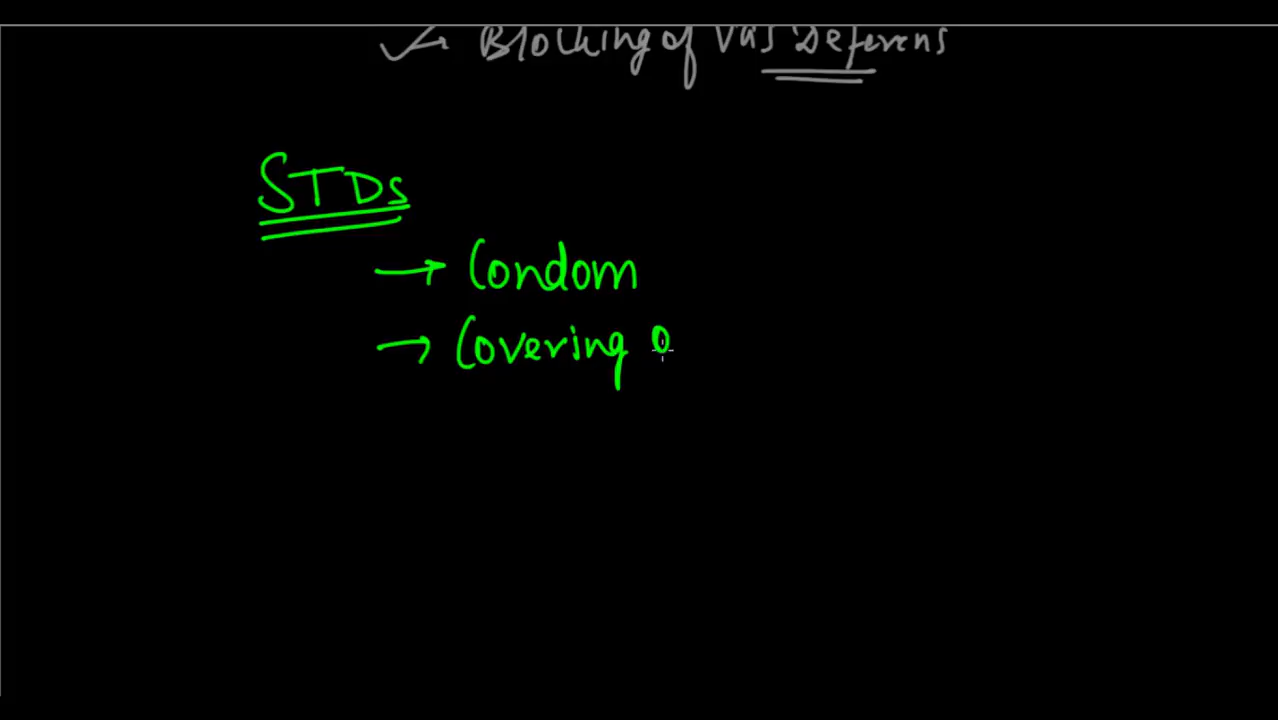 → Blocking of Vas Deferens
STDs
→ Condom
→ Covering o